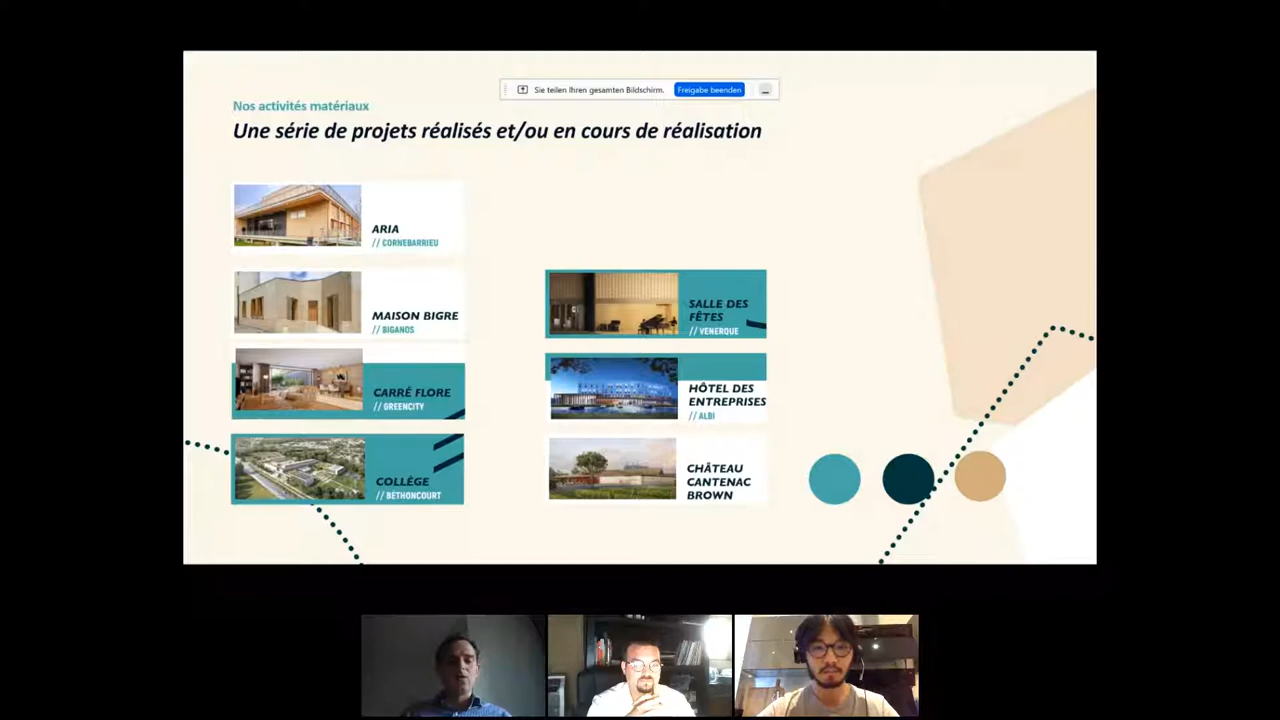 Sie teilen Ihren gesamten Bildschirm. Freigabe beenden
Nos activités matériaux
Une série de projets réalisés et/ou en cours de réalisation
ARIA
// CORNEBARRIEU
MAISON BIGRE
// BIGANOS
CARRÉ FLORE
// GREENCITY
COLLÉGE
// BÉTHONCOURT
SALLE DES
FÊTES
// VENERQUE
HÔTEL DES
ENTREPRISES
// ALBI
CHÂTEAU
CANTENAC
BROWN